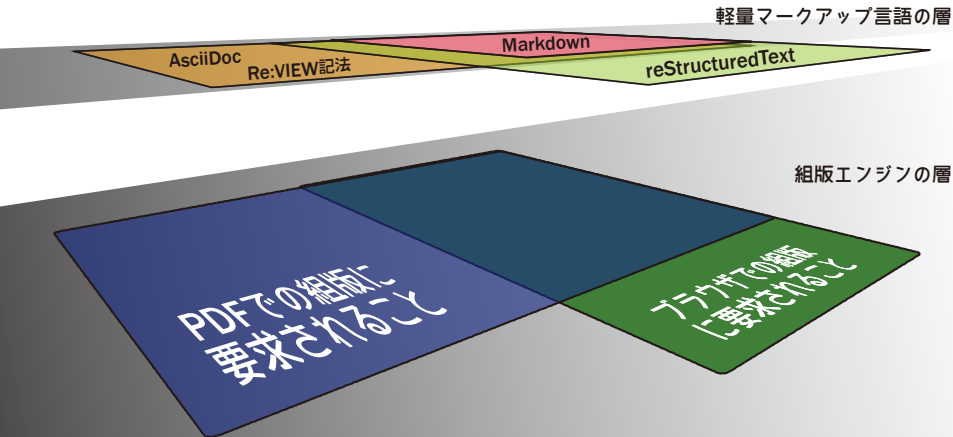 軽量マークアップ言語の層
Markdown
AsciiDoc
Re:VIEW記法
reStructuredText
組版エンジンの層
PDFでの組版に
要求されること
ブラウザでの組版
に要求されること